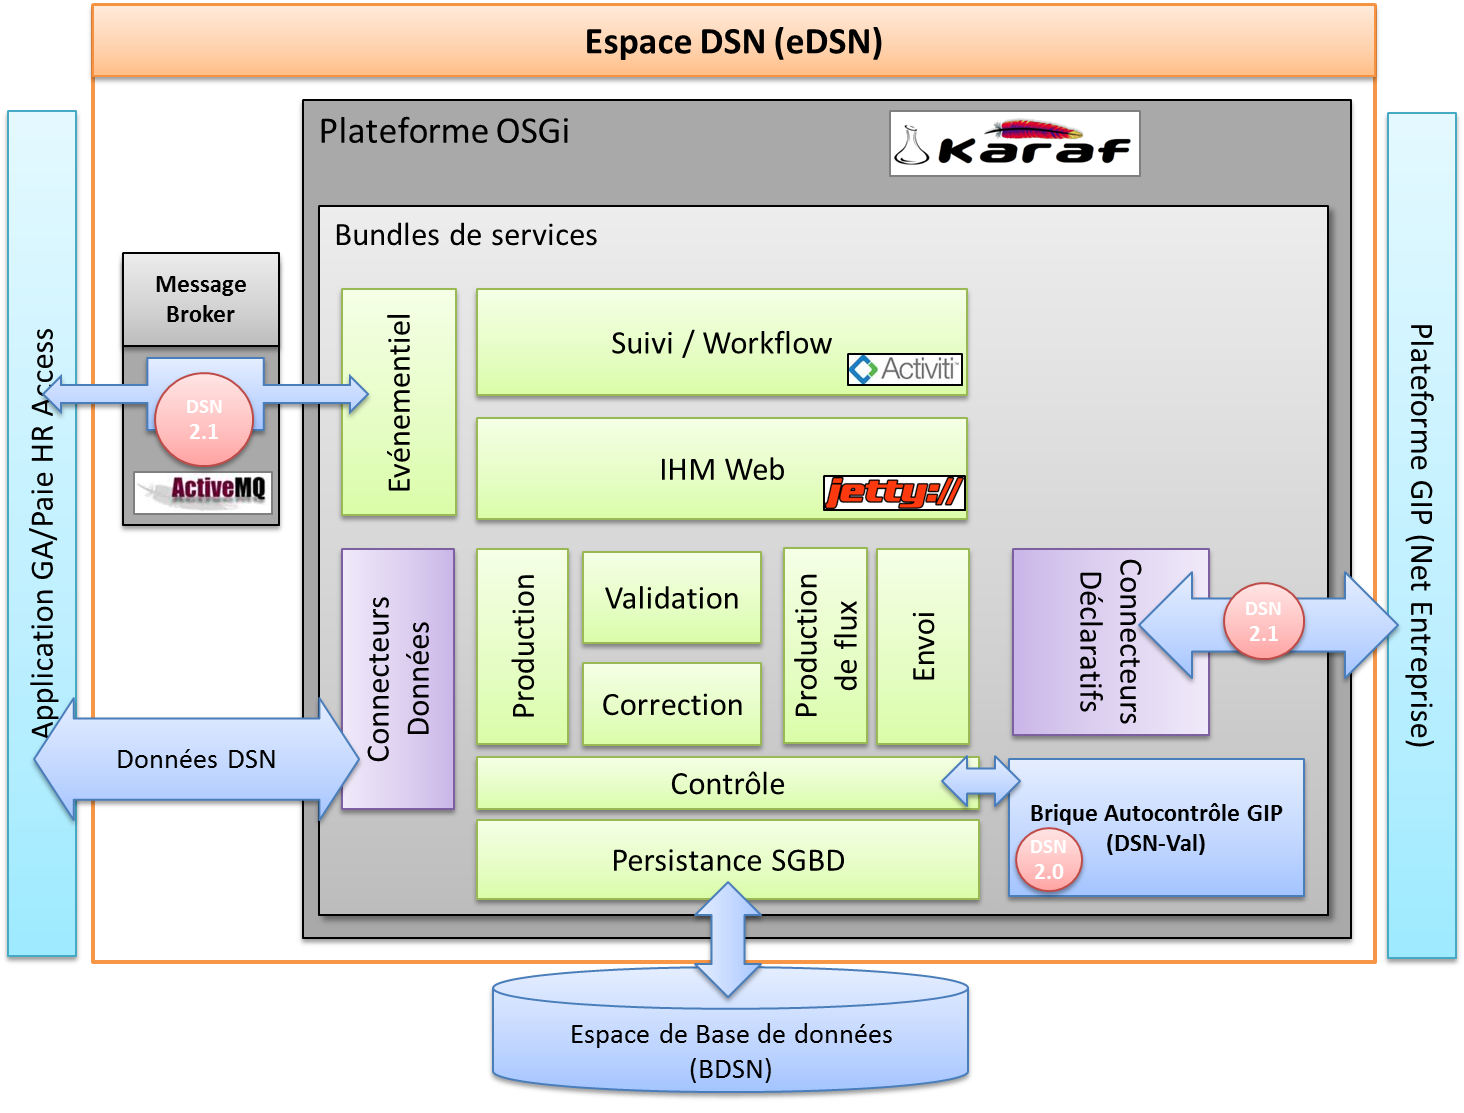 Espace DSN (eDSN)
Plateforme OSGi
Karaf
Bundles de services
Message
Broker
DSN
2.1
ActiveMQ
Application GA/Paie HR Access
Evénementiel
Suivi / Workflow
Activiti
IHM Web
jetty://
Connecteurs
Données
Production
Validation
Correction
Production
de flux
Envoi
Connecteurs
Déclaratifs
DSN
2.1
Plateforme GIP (Net Entreprise)
Données DSN
Contrôle
Brique Autocontrôle GIP
(DSN-Val)
DSN
2.0
Persistance SGBD
Espace de Base de données
(BDSN)